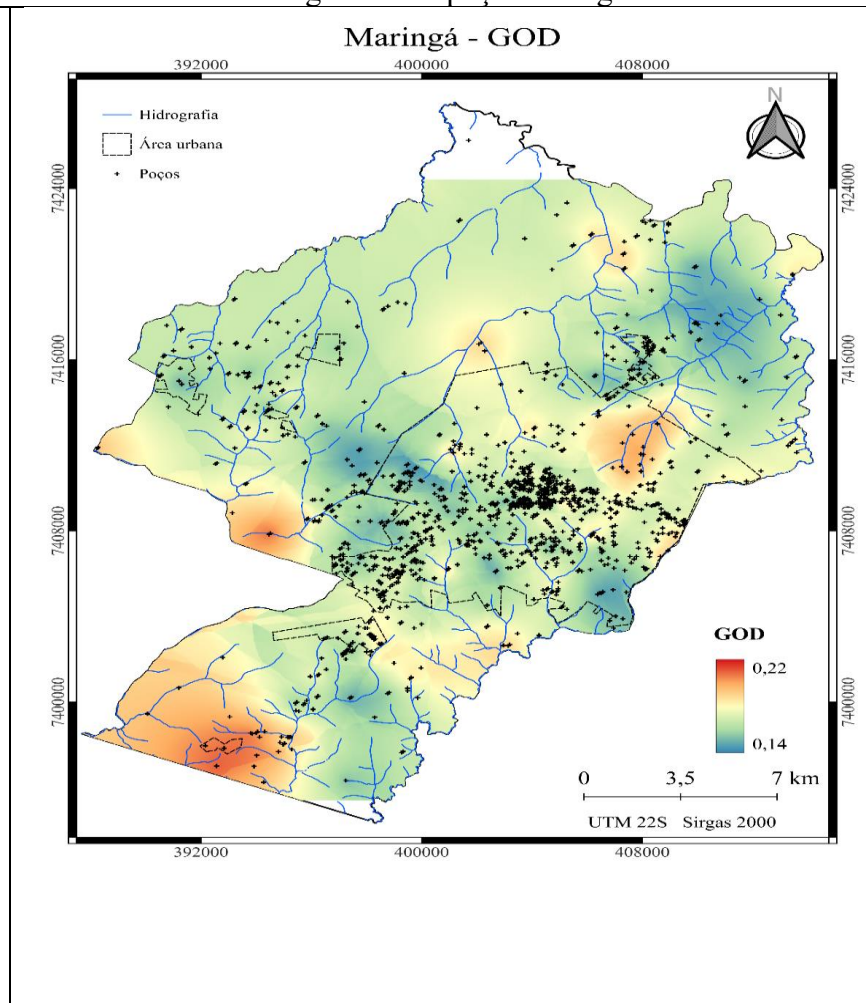 Maringá - GOD
392000 400000 408000
N
Hidrografia
Área urbana
Poços
7424000 7424000
7416000 7416000
7408000 7408000
7400000 7400000
GOD
0,22
0,14
0 3,5 7 km
UTM 22S Sirgas 2000
392000 400000 408000